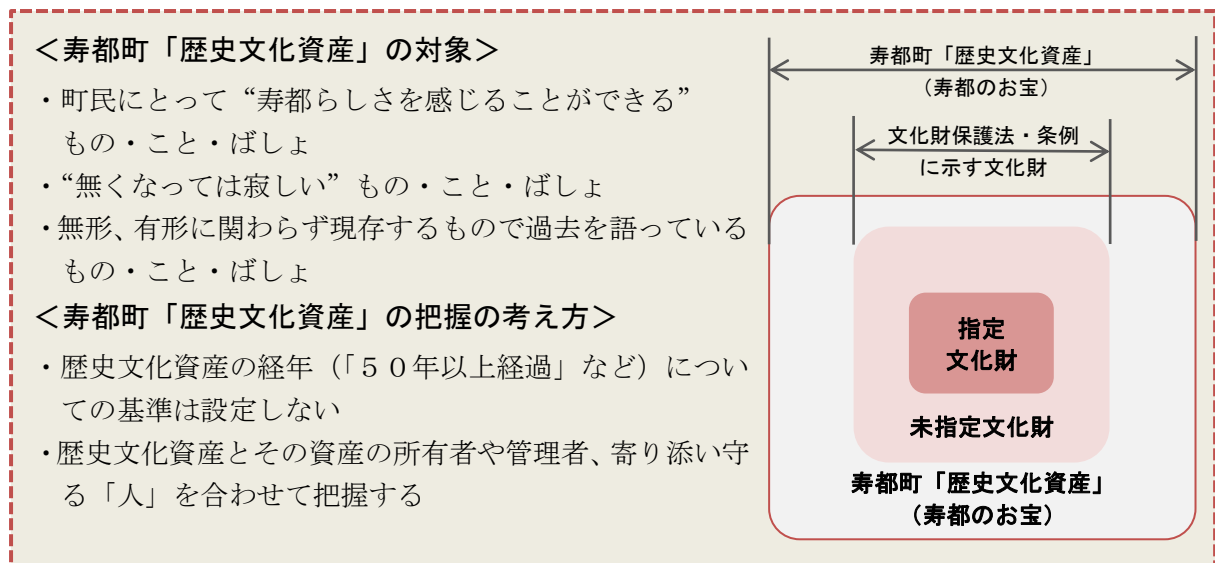 ＜寿都町「歴史文化資産」の対象＞
・町民にとって“寿都らしさを感じることができる”
もの・こと・ばしょ
・“無くなっては寂しい”もの・こと・ばしょ
・無形、有形に関わらず現存するもので過去を語っている
もの・こと・ばしょ
＜寿都町「歴史文化資産」の把握の考え方＞
・歴史文化資産の経年（「５０年以上経過」など）につい
ての基準は設定しない
・歴史文化資産とその資産の所有者や管理者、寄り添い守
る「人」を合わせて把握する
寿都町「歴史文化資産」
（寿都のお宝）
文化財保護法・条例
に示す文化財
指定
文化財
未指定文化財
寿都町「歴史文化資産」
（寿都のお宝）